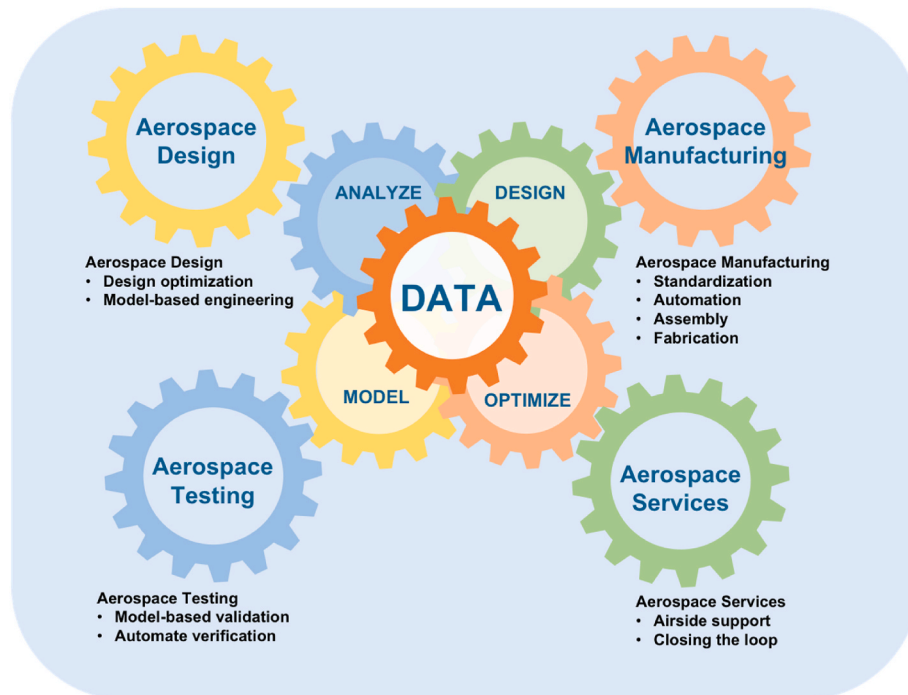 Aerospace
Design
Aerospace
Manufacturing
ANALYZE
DESIGN
DATA
MODEL
OPTIMIZE
Aerospace Design
• Design optimization
• Model-based engineering
Aerospace Manufacturing
• Standardization
• Automation
• Assembly
• Fabrication
Aerospace
Testing
Aerospace
Services
Aerospace Testing
• Model-based validation
• Automate verification
Aerospace Services
• Airside support
• Closing the loop